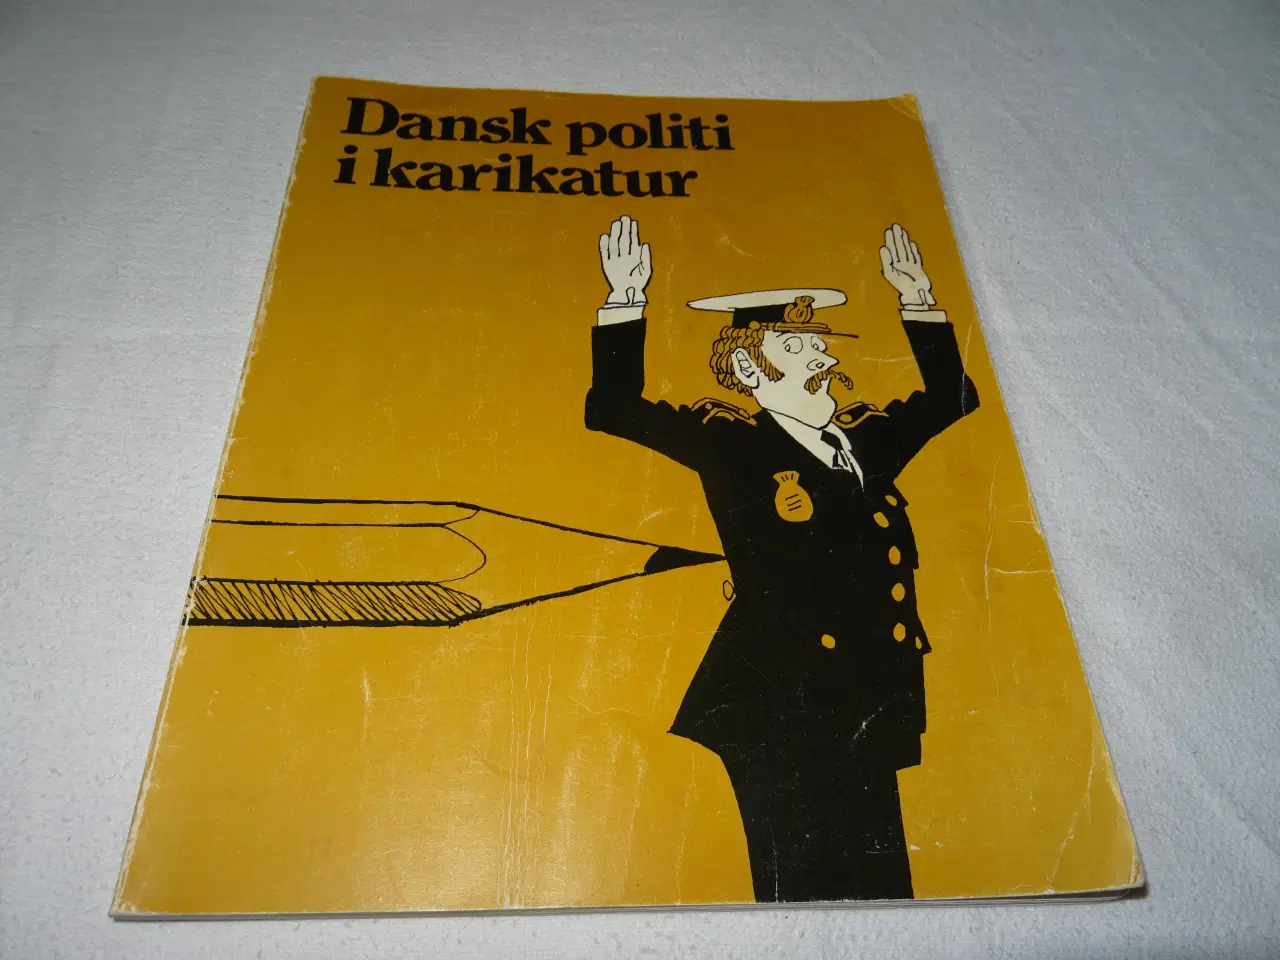 Dansk politi
i karikatur